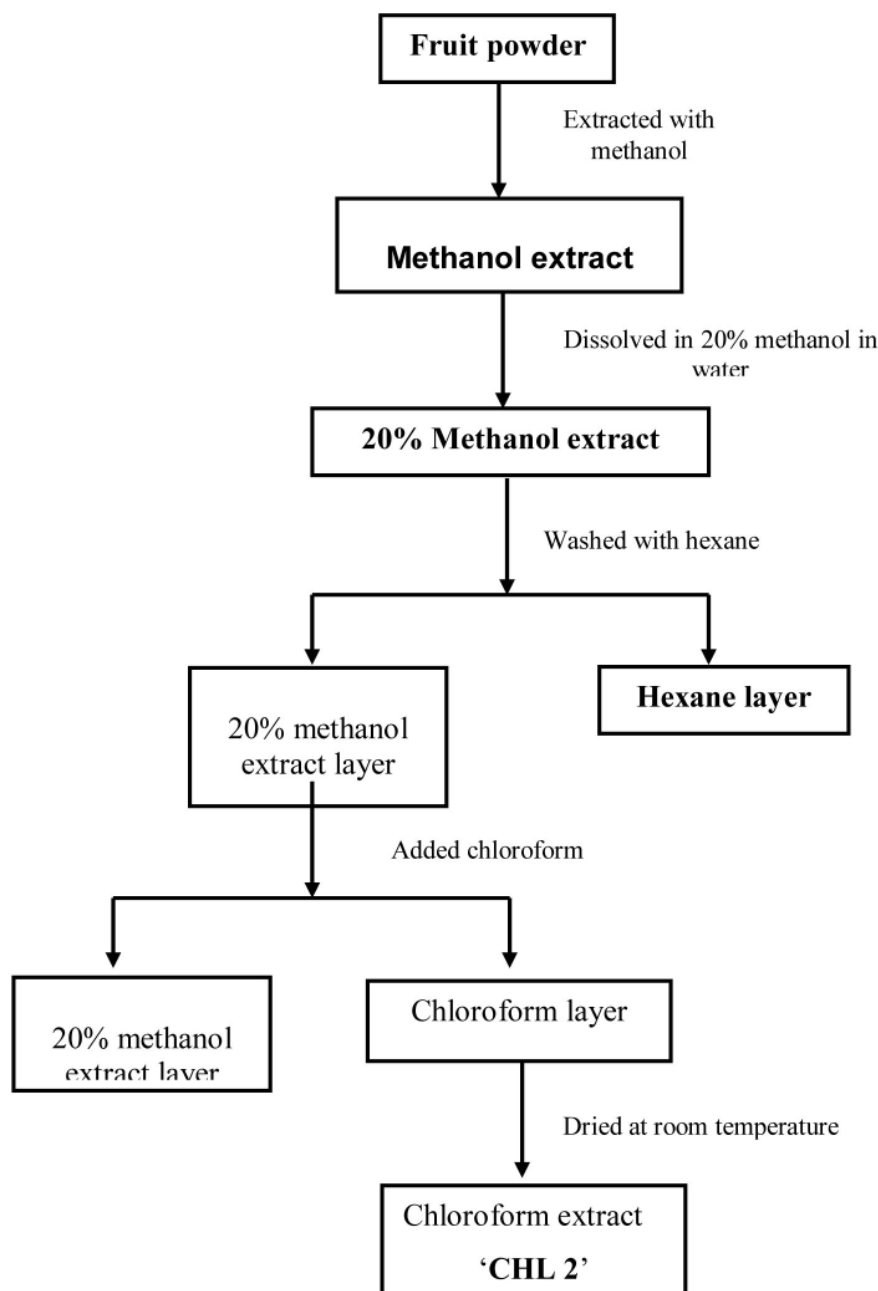 Fruit powder
Extracted with
methanol
Methanol extract
Dissolved in 20% methanol in
water
20% Methanol extract
Washed with hexane
Hexane layer
20% methanol
extract layer
Added chloroform
Chloroform layer
20% methanol
extract layer
Dried at room temperature
Chloroform extract
‘CHL 2’